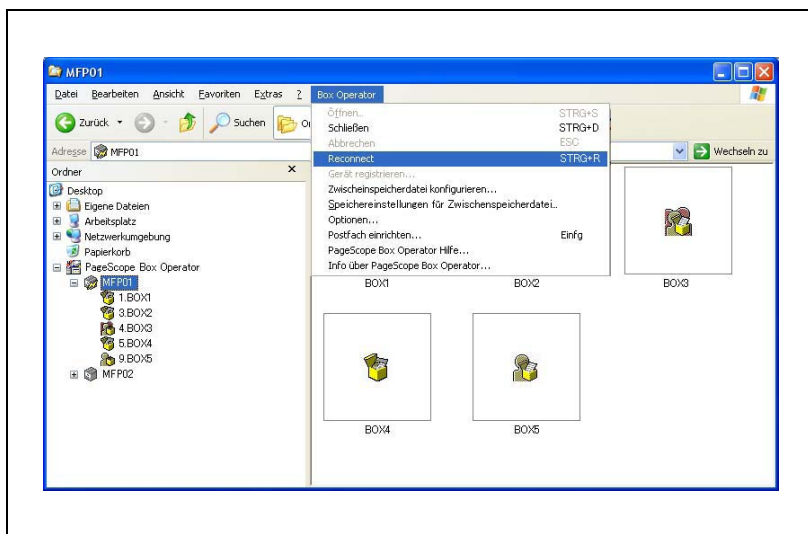 MFP01
Datei Bearbeiten Ansicht Favoriten Extras ? Box Operator
Zurück Suchen
Adresse MFP01 Wechseln zu
Ordner
Desktop
Eigene Dateien
Arbeitsplatz
Netzwerkumgebung
Papierkorb
PageScope Box Operator
MFP01
1.BOX1
3.BOX2
4.BOX3
5.BOX4
9.BOX5
MFP02
Öffnen... STRG+S
Schließen STRG+D
Abbrechen ESC
Reconnect STRG+R
Gerät registrieren...
Zwischeinspeicherdatei konfigurieren...
Speichereinstellungen für Zwischenspeicherdatei...
Optionen...
Postfach einrichten... Einfg
PageScope Box Operator Hilfe...
Info über PageScope Box Operator...
BOX1 BOX2 BOX3
BOX4 BOX5